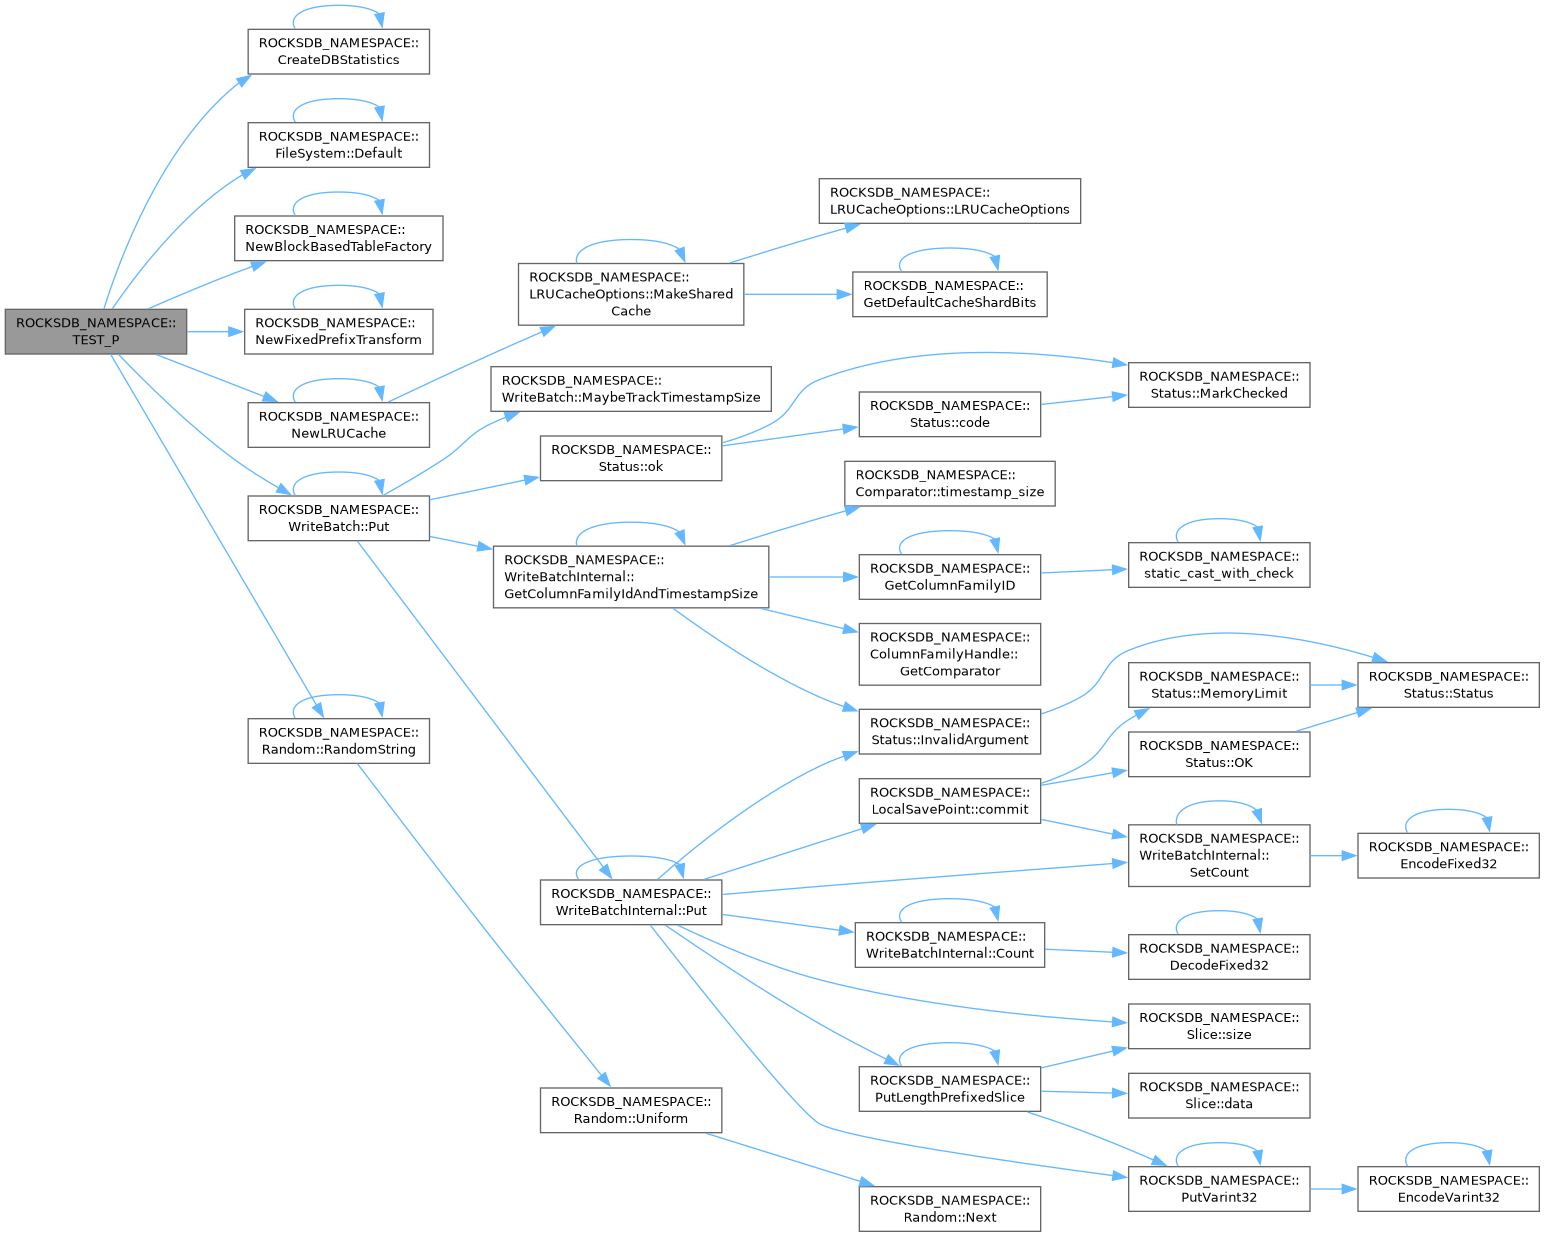 ROCKSDB_NAMESPACE::
TEST_P
ROCKSDB_NAMESPACE::
CreateDBStatistics
ROCKSDB_NAMESPACE::
FileSystem::Default
ROCKSDB_NAMESPACE::
NewBlockBasedTableFactory
ROCKSDB_NAMESPACE::
NewFixedPrefixTransform
ROCKSDB_NAMESPACE::
NewLRUCache
ROCKSDB_NAMESPACE::
WriteBatch::Put
ROCKSDB_NAMESPACE::
Random::RandomString
ROCKSDB_NAMESPACE::
LRUCacheOptions::MakeShared
Cache
ROCKSDB_NAMESPACE::
WriteBatch::MaybeTrackTimestampSize
ROCKSDB_NAMESPACE::
Status::ok
ROCKSDB_NAMESPACE::
WriteBatchInternal::
GetColumnFamilyIdAndTimestampSize
ROCKSDB_NAMESPACE::
WriteBatchInternal::Put
ROCKSDB_NAMESPACE::
Random::Uniform
ROCKSDB_NAMESPACE::
LRUCacheOptions::LRUCacheOptions
ROCKSDB_NAMESPACE::
GetDefaultCacheShardBits
ROCKSDB_NAMESPACE::
Status::code
ROCKSDB_NAMESPACE::
Comparator::timestamp_size
ROCKSDB_NAMESPACE::
GetColumnFamilyID
ROCKSDB_NAMESPACE::
ColumnFamilyHandle::
GetComparator
ROCKSDB_NAMESPACE::
Status::InvalidArgument
ROCKSDB_NAMESPACE::
LocalSavePoint::commit
ROCKSDB_NAMESPACE::
WriteBatchInternal::Count
ROCKSDB_NAMESPACE::
PutLengthPrefixedSlice
ROCKSDB_NAMESPACE::
Random::Next
ROCKSDB_NAMESPACE::
Status::MarkChecked
ROCKSDB_NAMESPACE::
static_cast_with_check
ROCKSDB_NAMESPACE::
Status::MemoryLimit
ROCKSDB_NAMESPACE::
Status::OK
ROCKSDB_NAMESPACE::
WriteBatchInternal::
SetCount
ROCKSDB_NAMESPACE::
DecodeFixed32
ROCKSDB_NAMESPACE::
Slice::size
ROCKSDB_NAMESPACE::
Slice::data
ROCKSDB_NAMESPACE::
PutVarint32
ROCKSDB_NAMESPACE::
Status::Status
ROCKSDB_NAMESPACE::
EncodeFixed32
ROCKSDB_NAMESPACE::
EncodeVarint32